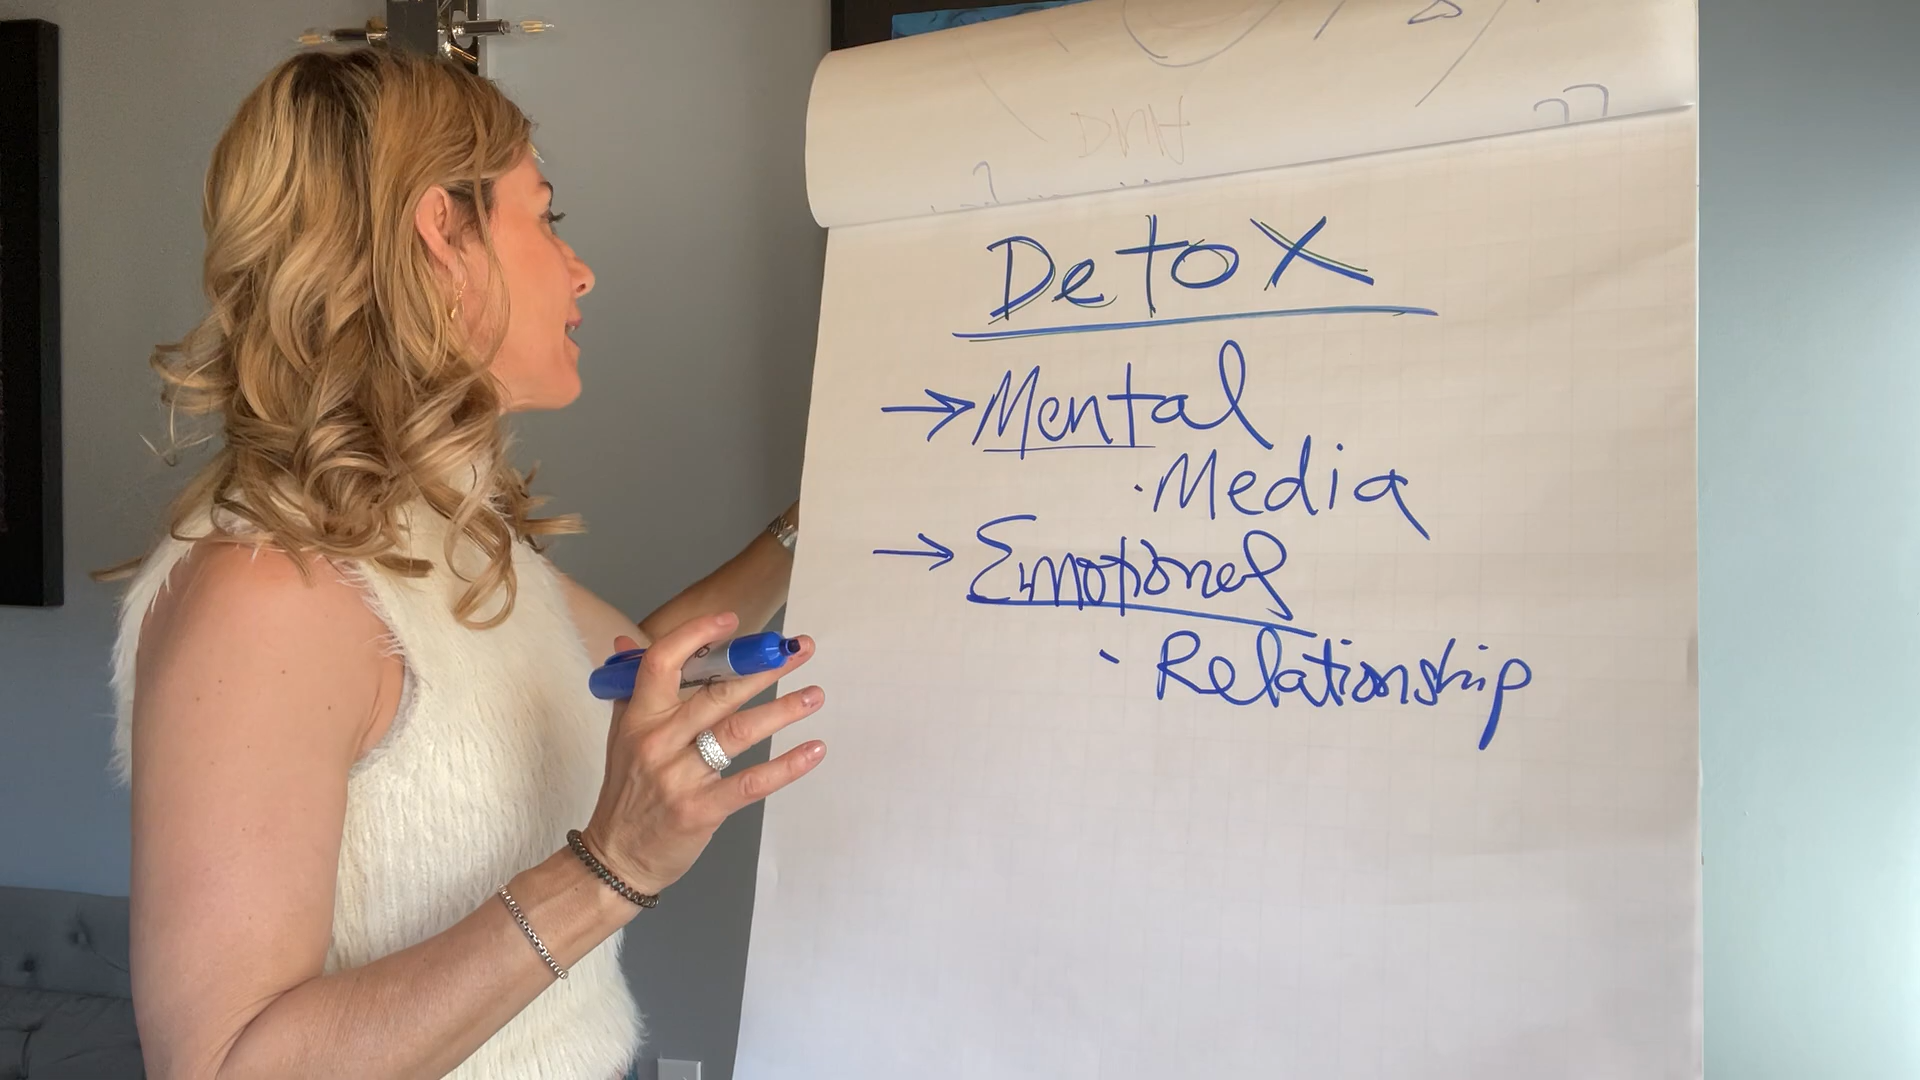 Detox
→ Mental
· Media
→ Emotional
- Relationship